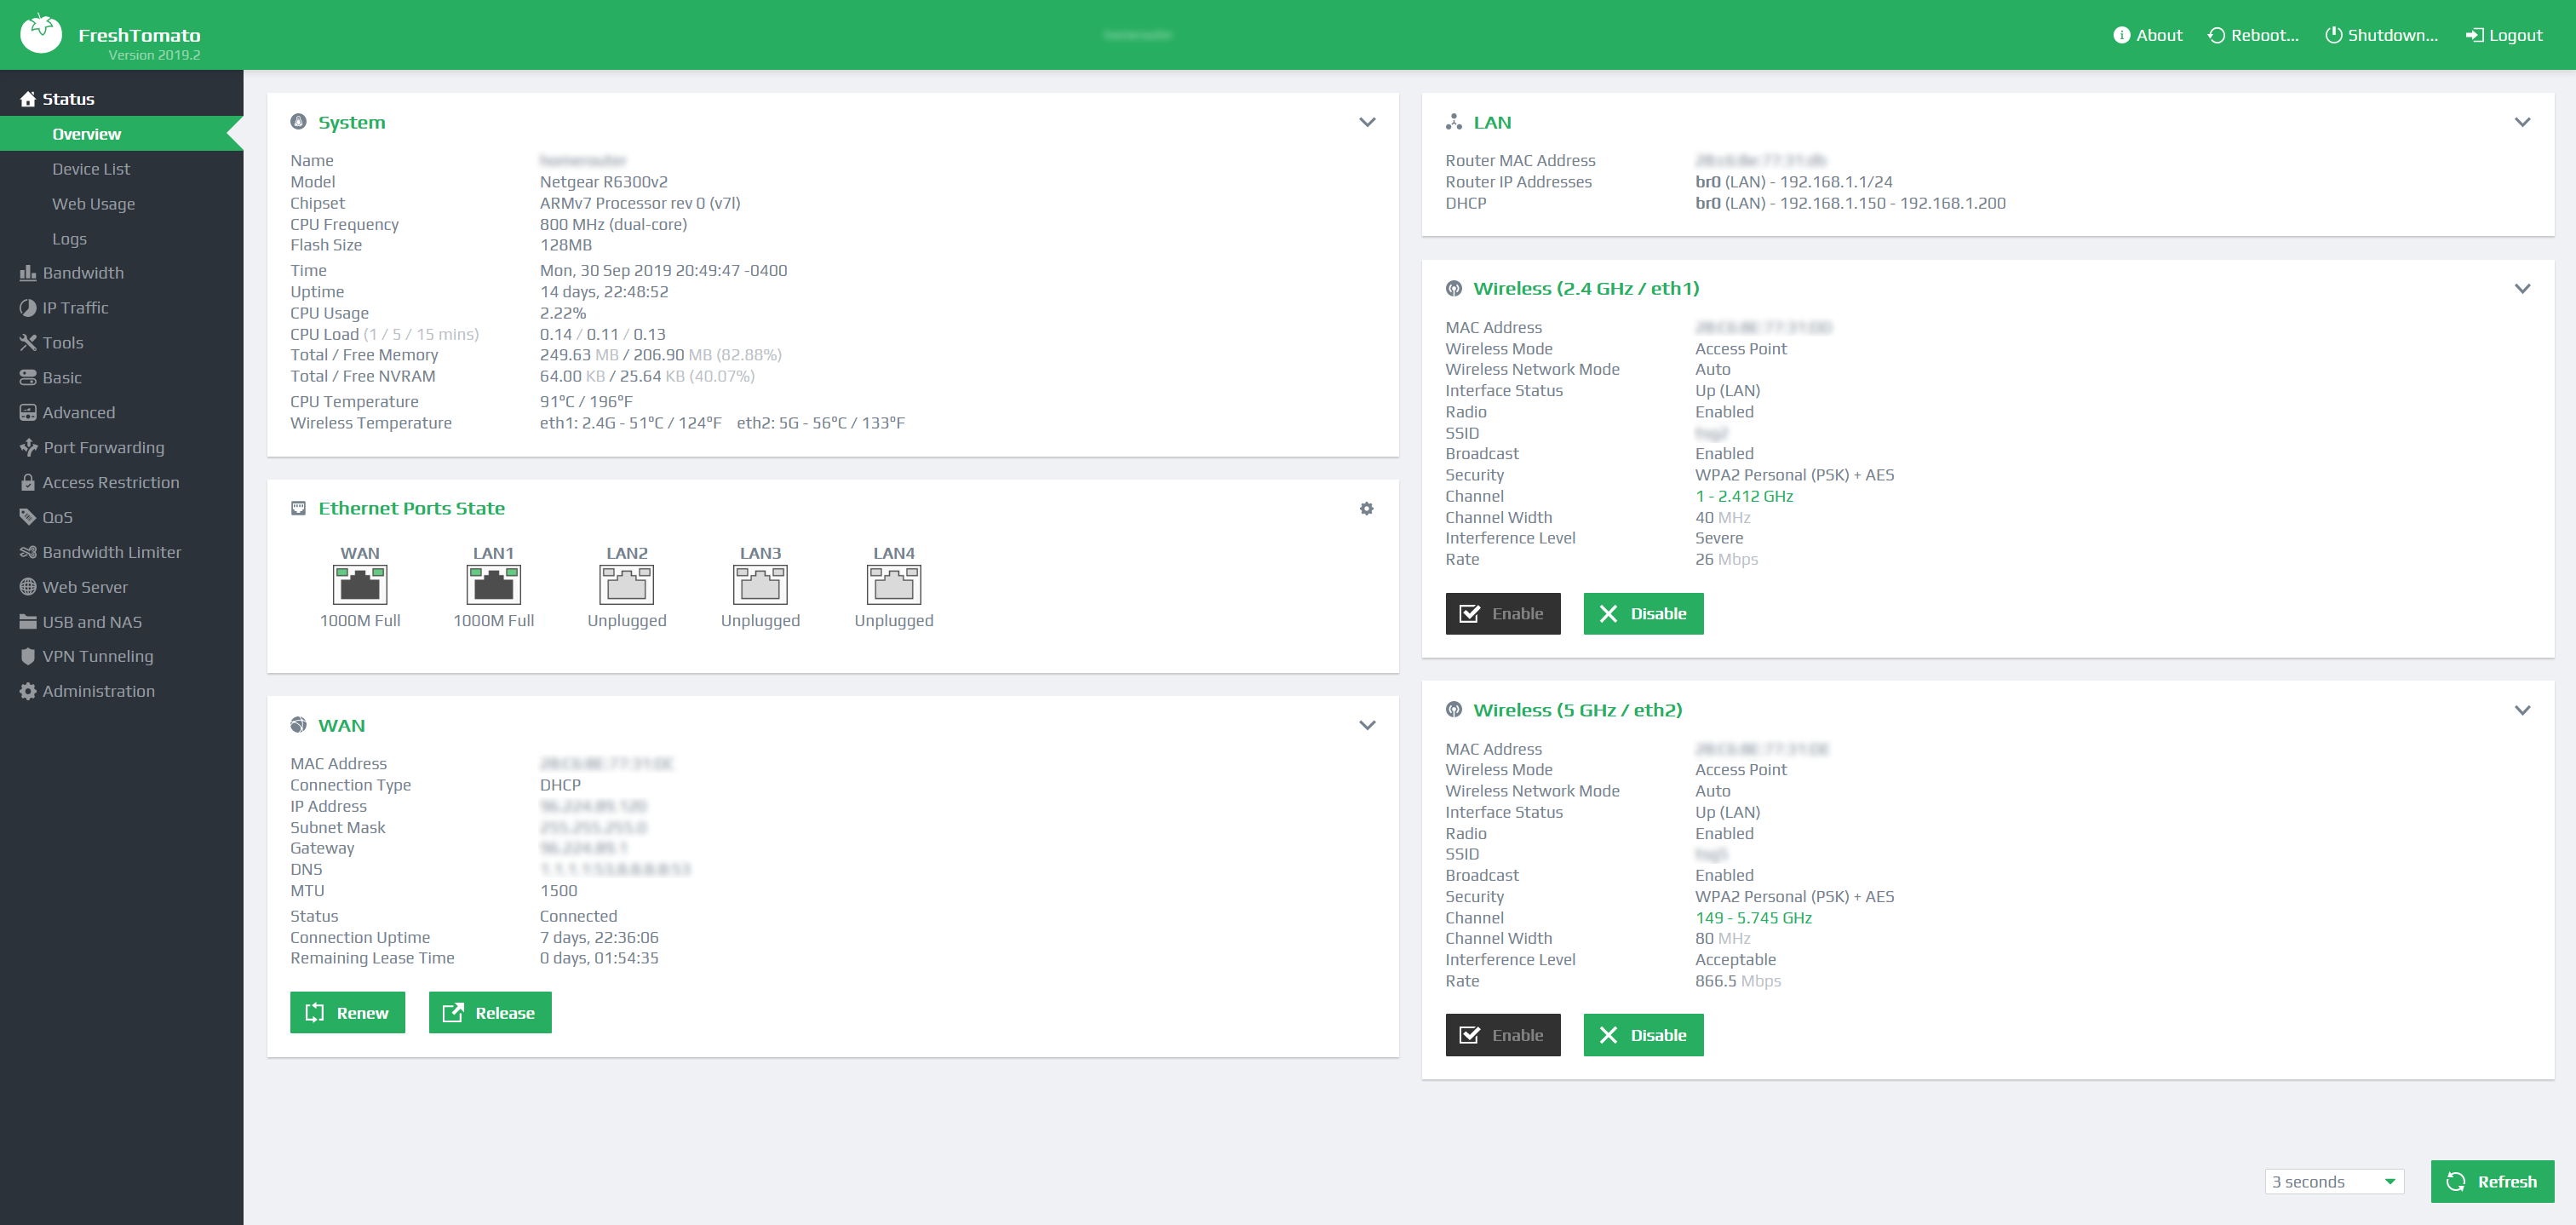 FreshTomato
Version 2019.2
About
Reboot...
Shutdown...
Logout
Status
Overview
Device List
Web Usage
Logs
Bandwidth
IP Traffic
Tools
Basic
Advanced
Port Forwarding
Access Restriction
QoS
Bandwidth Limiter
Web Server
USB and NAS
VPN Tunneling
Administration
System
Name
Model Netgear R6300v2
Chipset ARMv7 Processor rev 0 (v7l)
CPU Frequency 800 MHz (dual-core)
Flash Size 128MB
Time Mon, 30 Sep 2019 20:49:47 -0400
Uptime 14 days, 22:48:52
CPU Usage 2.22%
CPU Load (1 / 5 / 15 mins) 0.14 / 0.11 / 0.13
Total / Free Memory 249.63 MB / 206.90 MB (82.88%)
Total / Free NVRAM 64.00 KB / 25.64 KB (40.07%)
CPU Temperature 91°C / 196°F
Wireless Temperature eth1: 2.4G - 51°C / 124°F eth2: 5G - 56°C / 133°F
Ethernet Ports State
WAN LAN1 LAN2 LAN3 LAN4
1000M Full 1000M Full Unplugged Unplugged Unplugged
WAN
MAC Address
Connection Type DHCP
IP Address
Subnet Mask
Gateway
DNS
MTU 1500
Status Connected
Connection Uptime 7 days, 22:36:06
Remaining Lease Time 0 days, 01:54:35
Renew Release
LAN
Router MAC Address
Router IP Addresses br0 (LAN) - 192.168.1.1/24
DHCP br0 (LAN) - 192.168.1.150 - 192.168.1.200
Wireless (2.4 GHz / eth1)
MAC Address
Wireless Mode Access Point
Wireless Network Mode Auto
Interface Status Up (LAN)
Radio Enabled
SSID
Broadcast Enabled
Security WPA2 Personal (PSK) + AES
Channel 1 - 2.412 GHz
Channel Width 40 MHz
Interference Level Severe
Rate 26 Mbps
Enable Disable
Wireless (5 GHz / eth2)
MAC Address
Wireless Mode Access Point
Wireless Network Mode Auto
Interface Status Up (LAN)
Radio Enabled
SSID
Broadcast Enabled
Security WPA2 Personal (PSK) + AES
Channel 149 - 5.745 GHz
Channel Width 80 MHz
Interference Level Acceptable
Rate 866.5 Mbps
Enable Disable
3 seconds Refresh